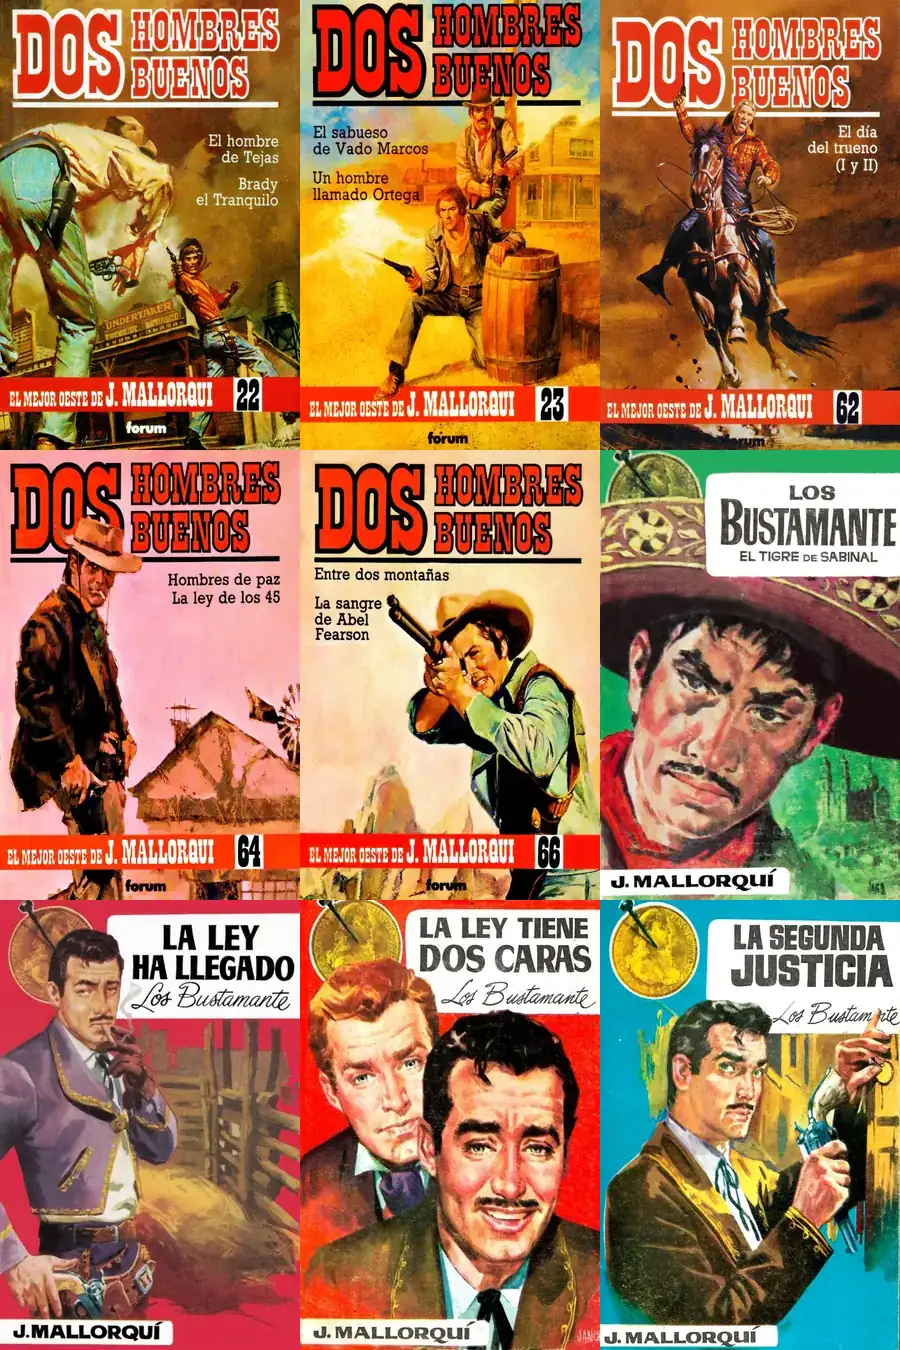 DOS HOMBRES
BUENOS
El hombre
de Tejas
Brady
el Tranquilo
UNDERTAKER
EL MEJOR OESTE DE J. MALLORQUI 22
forum
DOS HOMBRES
BUENOS
El sabueso
de Vado Marcos
Un hombre
llamado Ortega
EL MEJOR OESTE DE J. MALLORQUI 23
forum
DOS HOMBRES
BUENOS
El día
del trueno
(I y II)
EL MEJOR OESTE DE J. MALLORQUI 62
forum
DOS HOMBRES
BUENOS
Hombres de paz
La ley de los 45
EL MEJOR OESTE DE J. MALLORQUI 64
forum
DOS HOMBRES
BUENOS
Entre dos montañas
La sangre
de Abel
Fearson
EL MEJOR OESTE DE J. MALLORQUI 66
forum
LOS
BUSTAMANTE
EL TIGRE DE SABINAL
J. MALLORQUÍ
LA LEY
HA LLEGADO
Los Bustamante
J. MALLORQUÍ
LA LEY TIENE
DOS CARAS
Los Bustamante
J. MALLORQUÍ
LA SEGUNDA
JUSTICIA
Los Bustamante
J. MALLORQUÍ